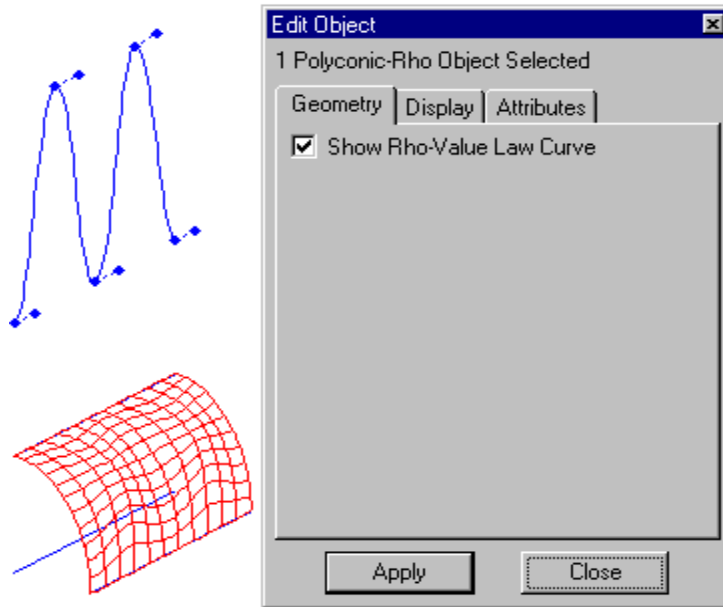 Edit Object
1 Polyconic-Rho Object Selected
Geometry Display Attributes
Show Rho-Value Law Curve
Apply Close